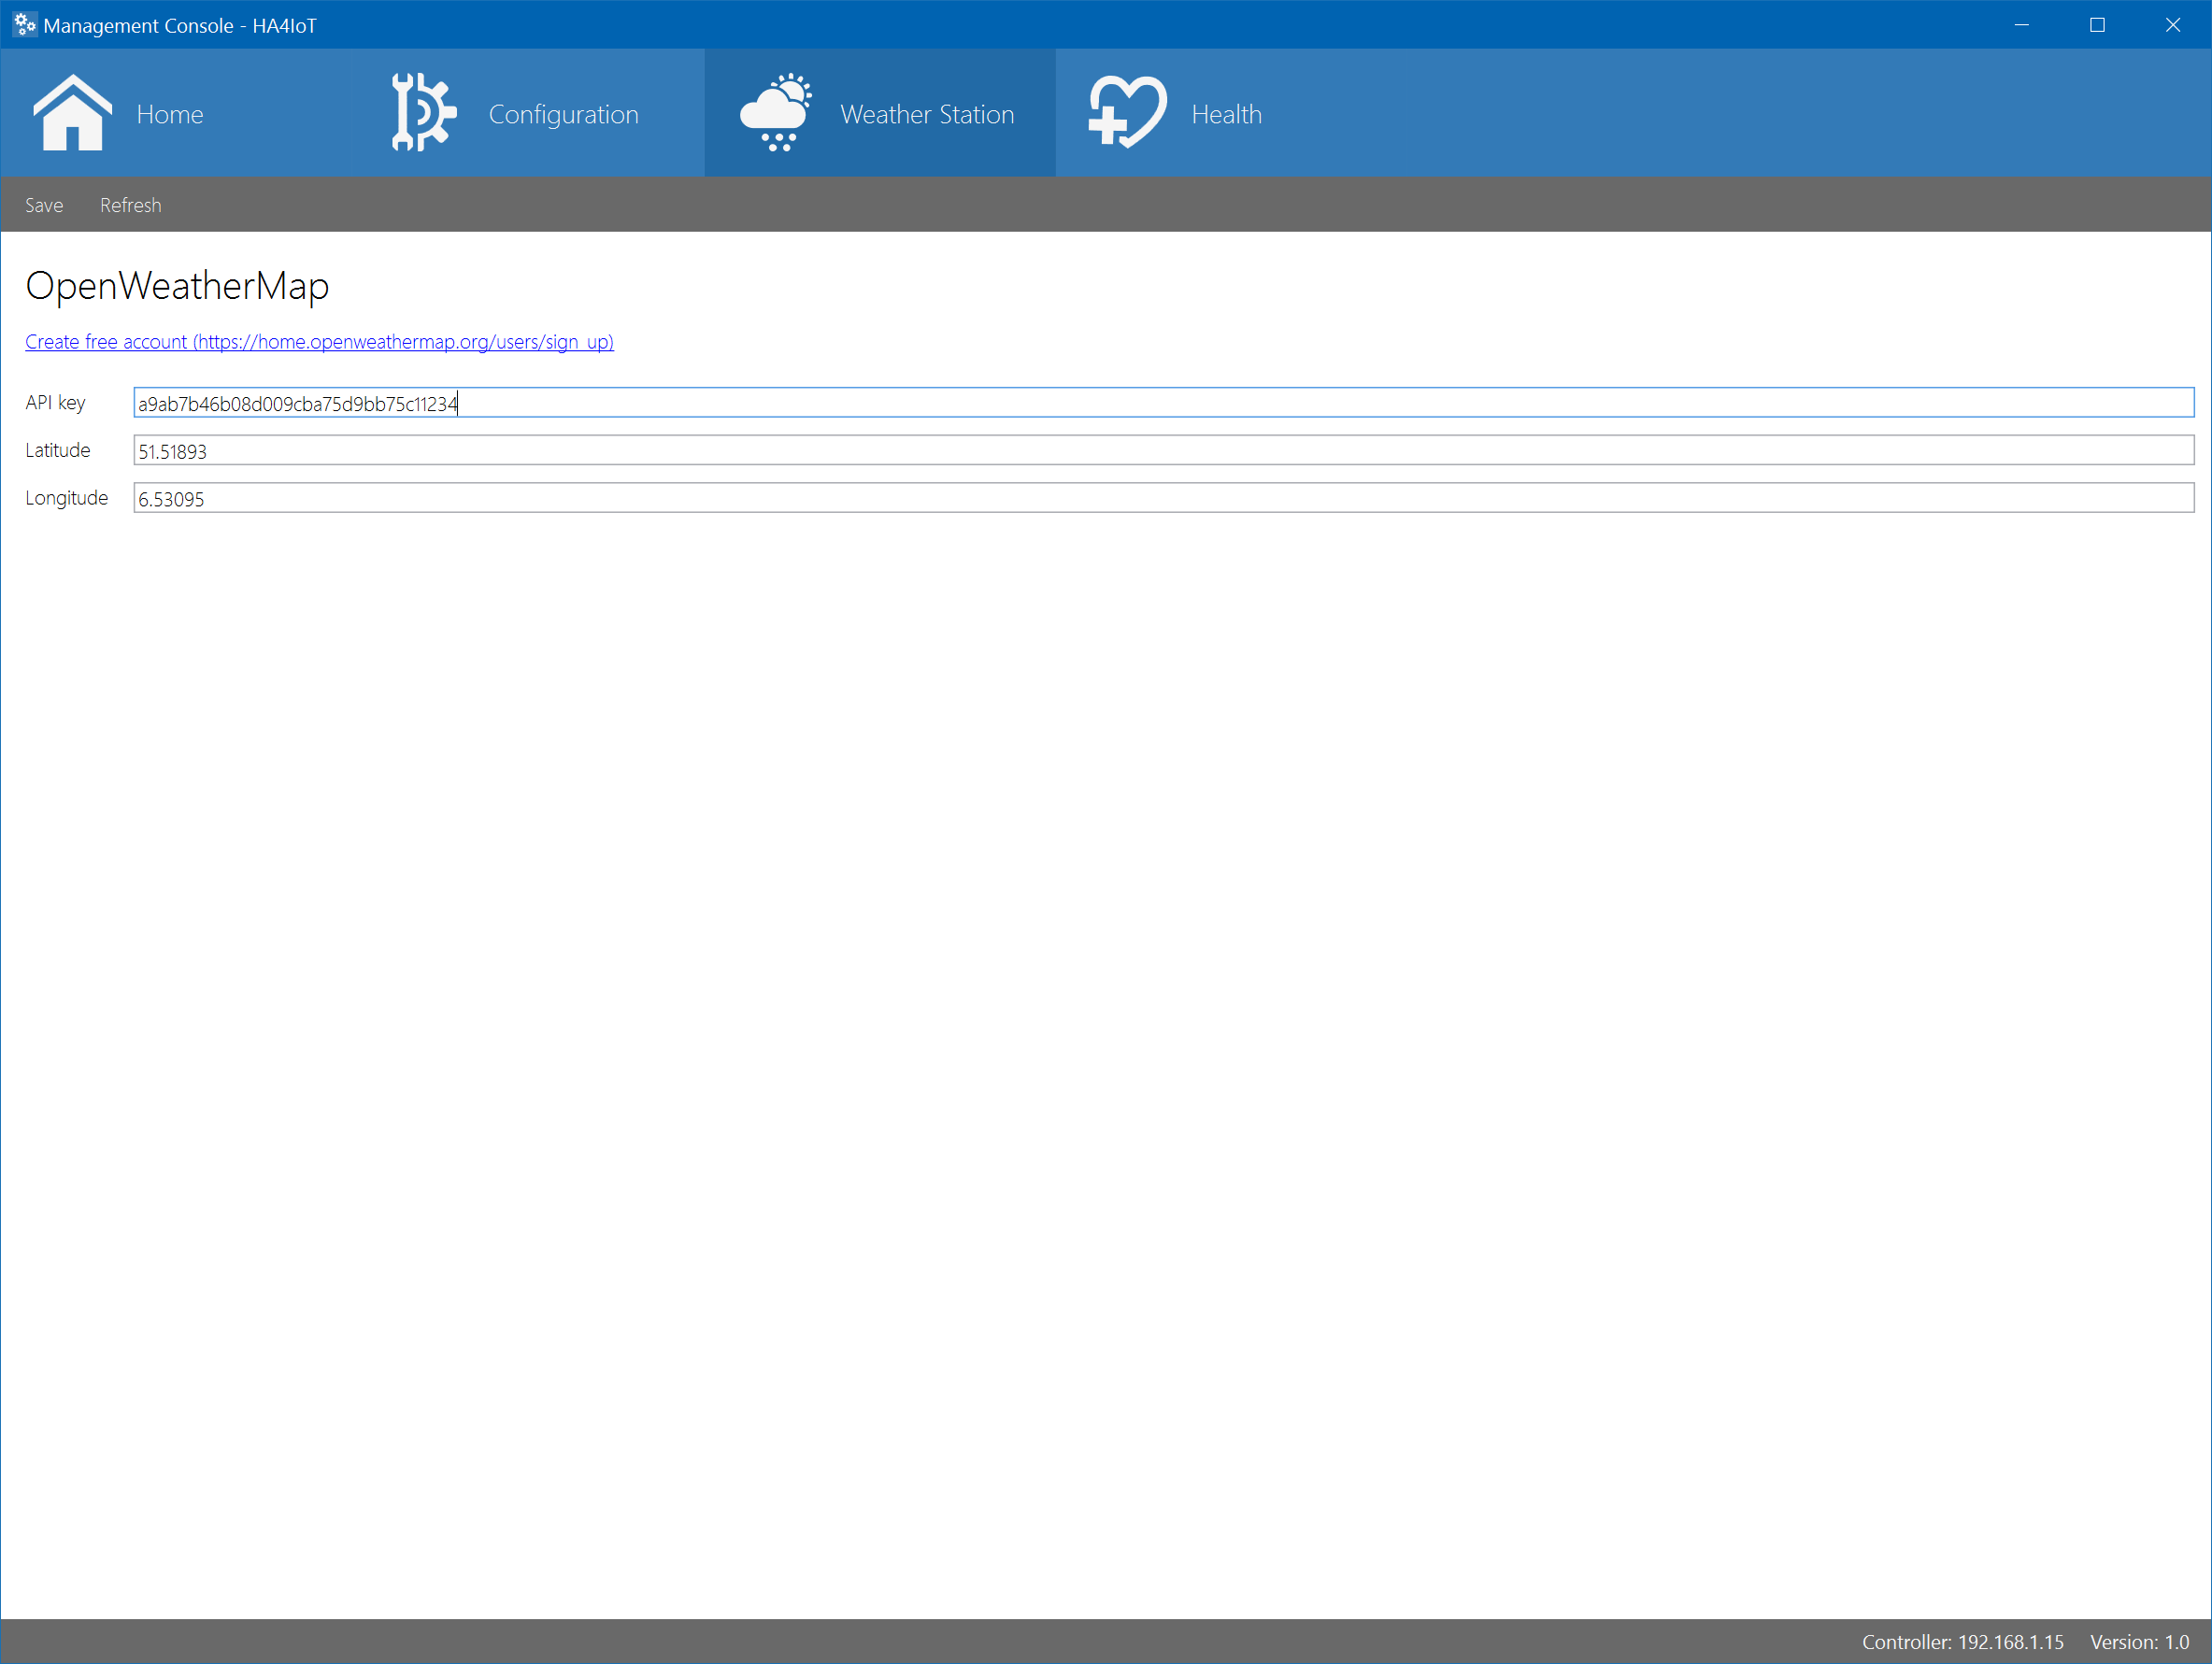 Management Console - HA4IoT
Home Configuration Weather Station Health
Save Refresh
OpenWeatherMap
Create free account (https://home.openweathermap.org/users/sign_up)
API key a9ab7b46b08d009cba75d9bb75c11234
Latitude 51.51893
Longitude 6.53095
Controller: 192.168.1.15 Version: 1.0